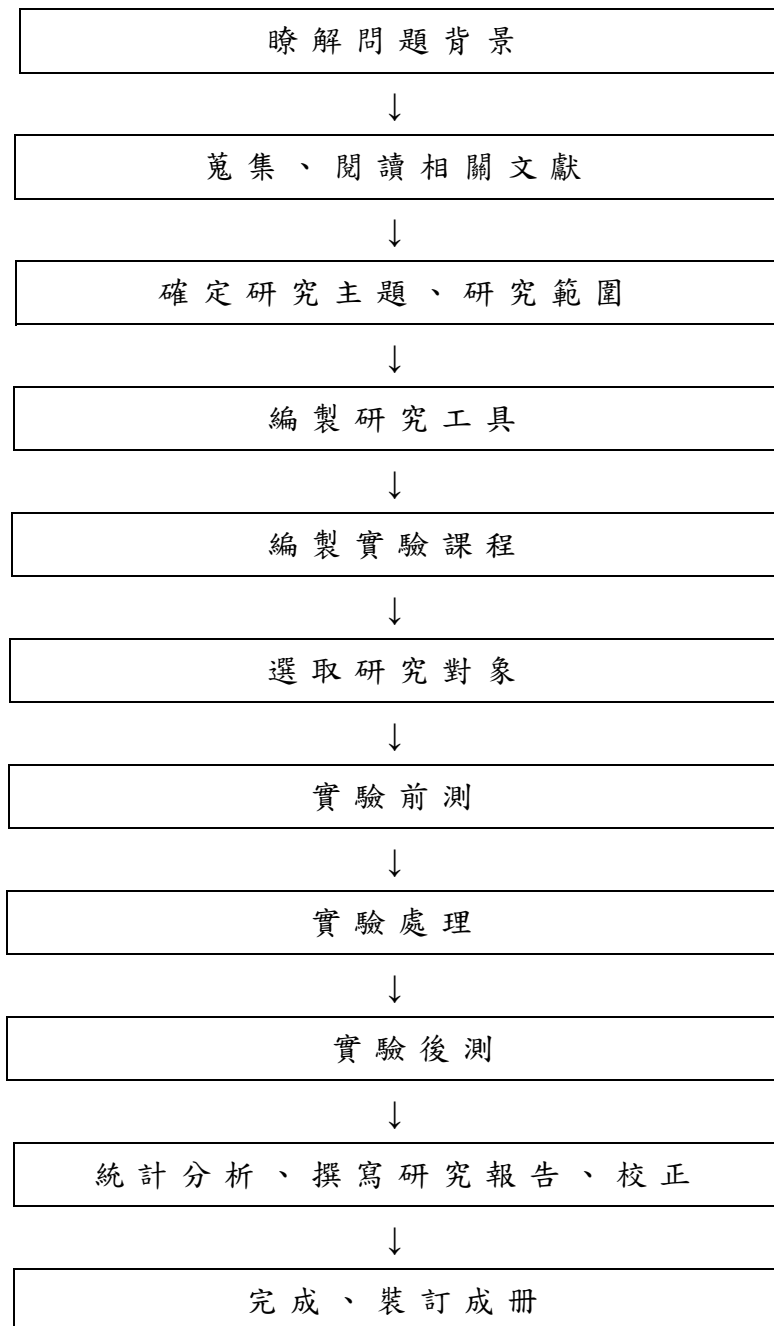 瞭解問題背景
↓
蒐集、閱讀相關文獻
↓
確定研究主題、研究範圍
↓
編製研究工具
↓
編製實驗課程
↓
選取研究對象
↓
實驗前測
↓
實驗處理
↓
實驗後測
↓
統計分析、撰寫研究報告、校正
↓
完成、裝訂成冊